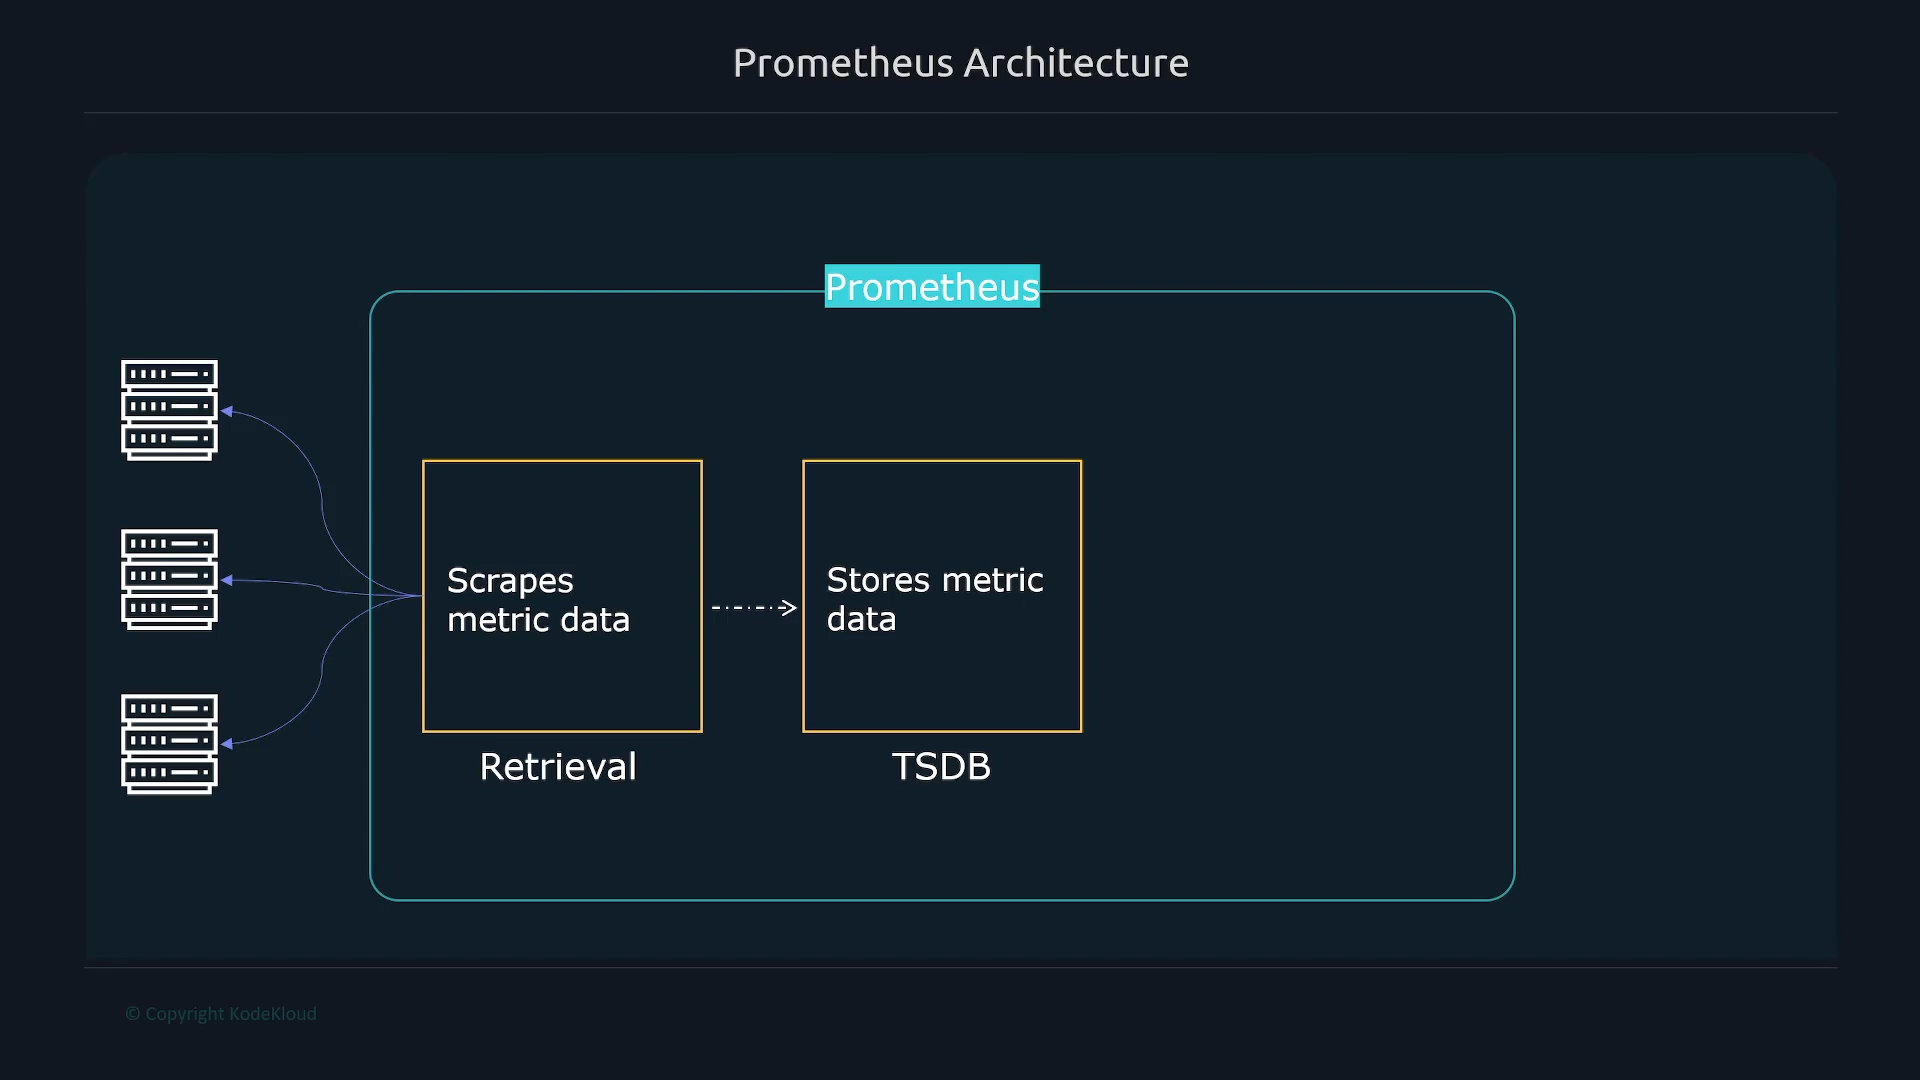 Prometheus Architecture
Prometheus
Scrapes
metric data
Stores metric
data
Retrieval
TSDB
© Copyright KodeKloud